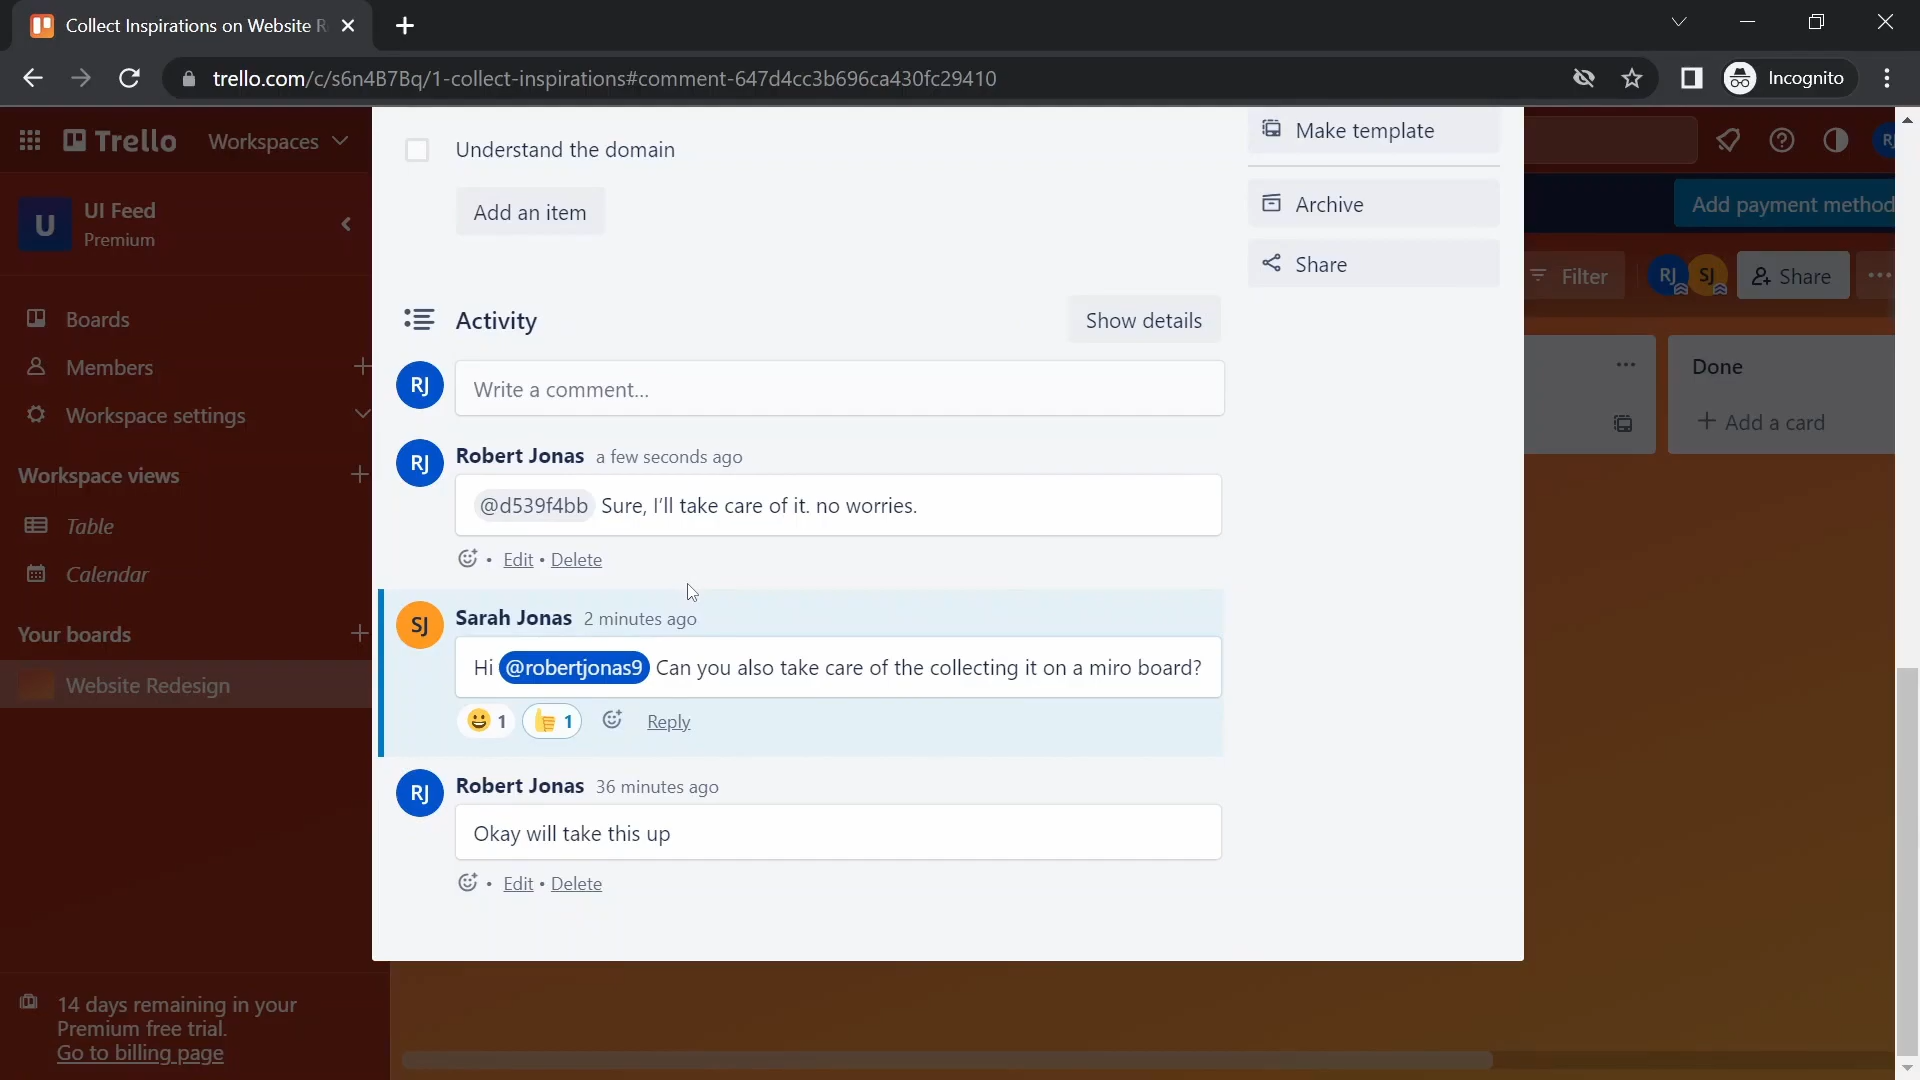 Collect Inspirations on Website R
trello.com/c/s6n4B7Bq/1-collect-inspirations#comment-647d4cc3b696ca430fc29410
Incognito
Trello
Workspaces
RJ
U
UI Feed
Premium
Add payment method
Boards
Members
Workspace settings
Workspace views
Table
Calendar
Your boards
Website Redesign
14 days remaining in your
Premium free trial.
Go to billing page
Understand the domain
Add an item
Make template
Archive
Share
Activity
Show details
RJ
Write a comment...
RJ
Robert Jonas a few seconds ago
@d539f4bb Sure, I'll take care of it. no worries.
• Edit • Delete
SJ
Sarah Jonas 2 minutes ago
Hi @robertjonas9 Can you also take care of the collecting it on a miro board?
1 1 Reply
RJ
Robert Jonas 36 minutes ago
Okay will take this up
• Edit • Delete
Filter
RJ
SJ
Share
Done
+ Add a card